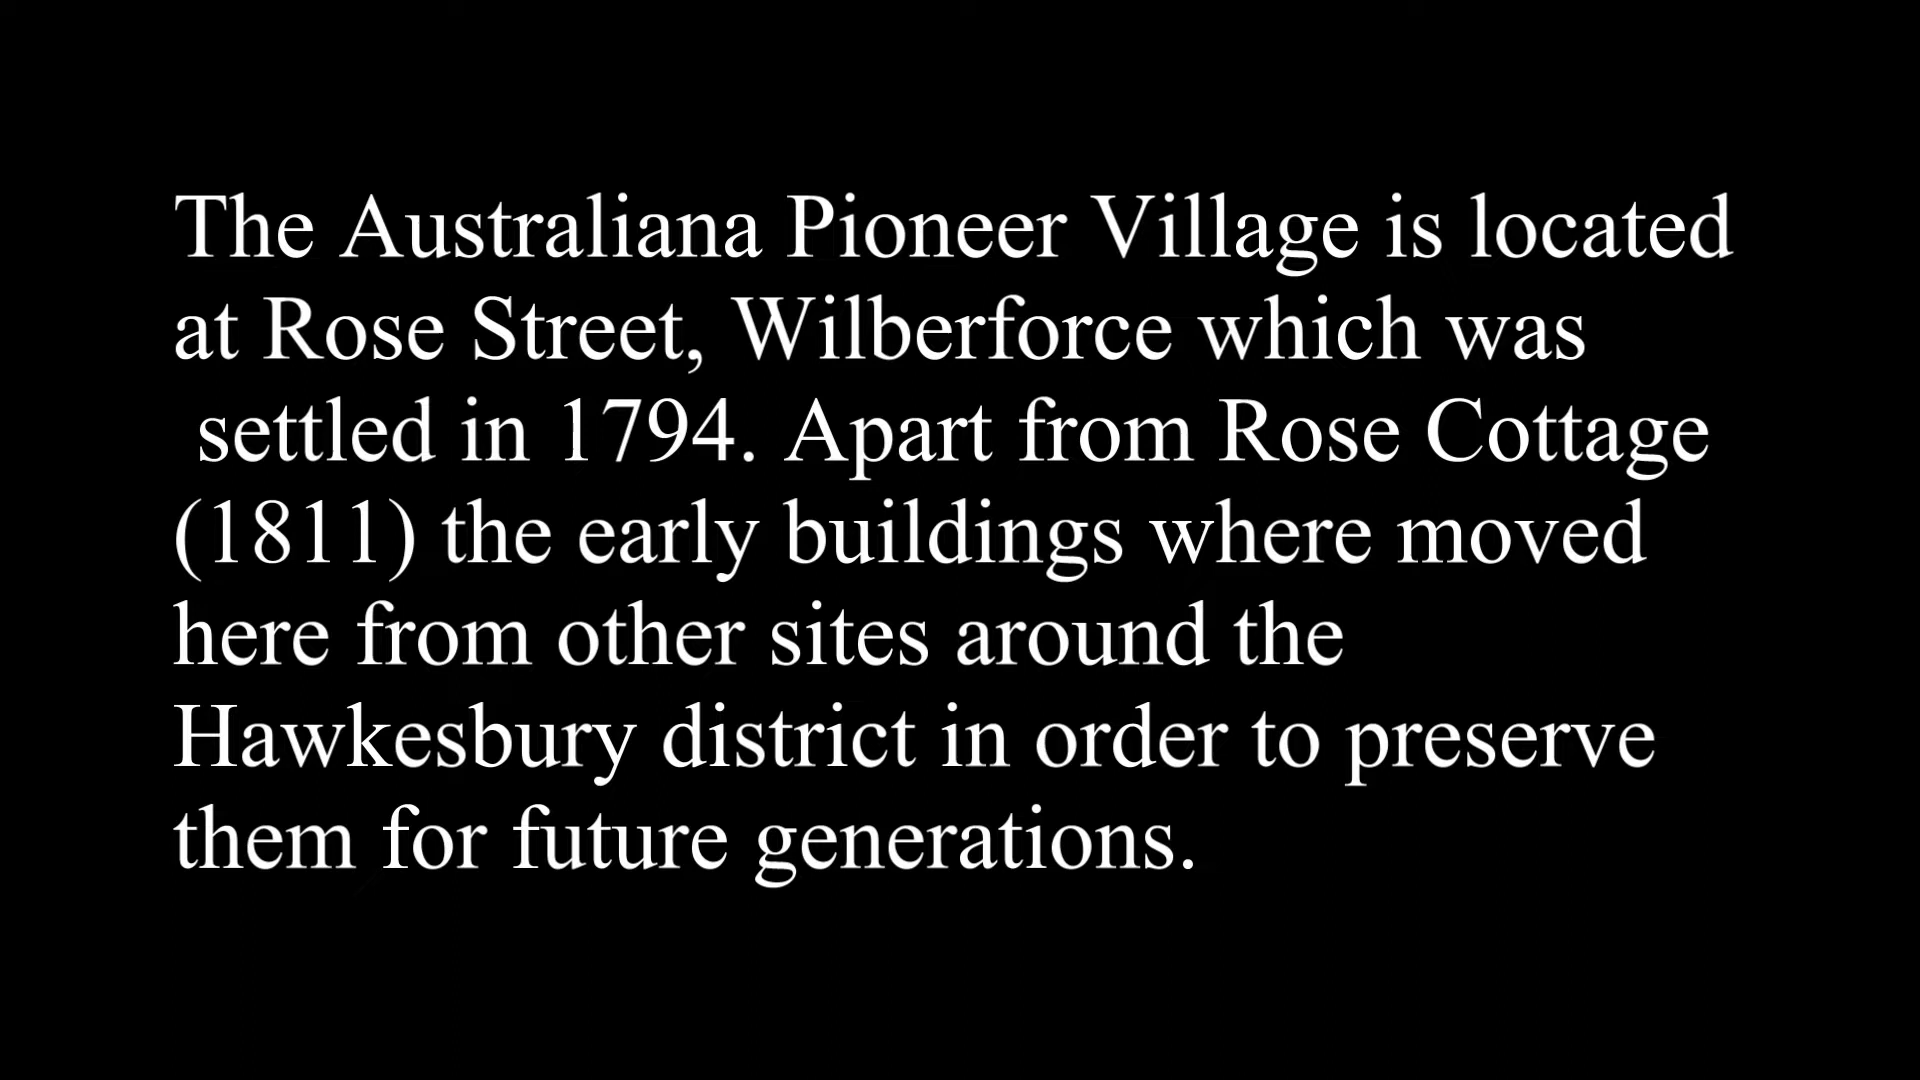 The Australiana Pioneer Village is located
at Rose Street, Wilberforce which was
settled in 1794. Apart from Rose Cottage
(1811) the early buildings where moved
here from other sites around the
Hawkesbury district in order to preserve
them for future generations.